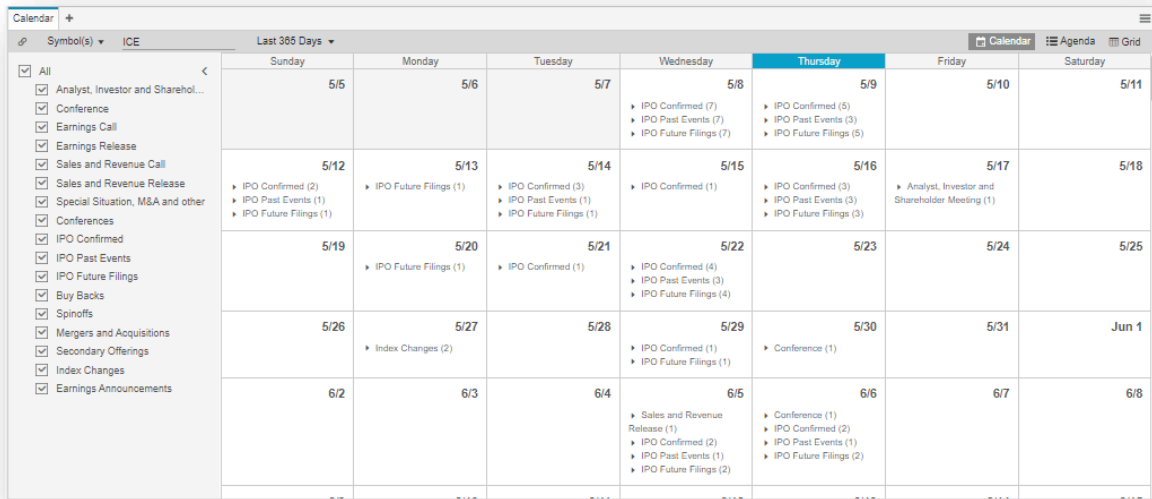 Calendar +
Symbol(s) ICE Last 365 Days Calendar Agenda Grid
All
Analyst, Investor and Sharehol...
Conference
Earnings Call
Earnings Release
Sales and Revenue Call
Sales and Revenue Release
Special Situation, M&A and other
Conferences
IPO Confirmed
IPO Past Events
IPO Future Filings
Buy Backs
Spinoffs
Mergers and Acquisitions
Secondary Offerings
Index Changes
Earnings Announcements
Sunday Monday Tuesday Wednesday Thursday Friday Saturday
5/5
5/6
5/7
5/8
IPO Confirmed (7)
IPO Past Events (7)
IPO Future Filings (7)
5/9
IPO Confirmed (5)
IPO Past Events (3)
IPO Future Filings (5)
5/10
5/11
5/12
IPO Confirmed (2)
IPO Past Events (1)
IPO Future Filings (1)
5/13
IPO Future Filings (1)
5/14
IPO Confirmed (3)
IPO Past Events (1)
IPO Future Filings (1)
5/15
IPO Confirmed (1)
5/16
IPO Confirmed (3)
IPO Past Events (3)
IPO Future Filings (3)
5/17
Analyst, Investor and
Shareholder Meeting (1)
5/18
5/19
5/20
IPO Future Filings (1)
5/21
IPO Confirmed (1)
5/22
IPO Confirmed (4)
IPO Past Events (3)
IPO Future Filings (4)
5/23
5/24
5/25
5/26
5/27
Index Changes (2)
5/28
5/29
IPO Confirmed (1)
IPO Future Filings (1)
5/30
Conference (1)
5/31
Jun 1
6/2
6/3
6/4
6/5
Sales and Revenue
Release (1)
IPO Confirmed (2)
IPO Past Events (1)
IPO Future Filings (2)
6/6
Conference (1)
IPO Confirmed (2)
IPO Past Events (1)
IPO Future Filings (2)
6/7
6/8